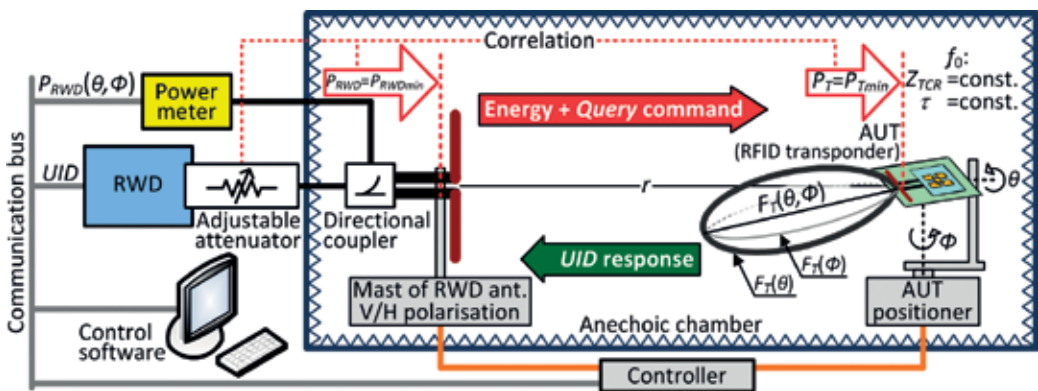 Correlation
P_RWD(θ,Φ)
Power
meter
P_RWD=P_RWDmin
P_T=P_Tmin
f₀:
Z_TCR=const.
τ =const.
Energy + Query command
AUT
(RFID transponder)
UID
RWD
Adjustable
attenuator
Directional
coupler
r
F_T(θ,Φ)
θ
Φ
UID response
F_T(Φ)
F_T(θ)
Mast of RWD ant.
V/H polarisation
AUT
positioner
Anechoic chamber
Communication bus
Control
software
Controller